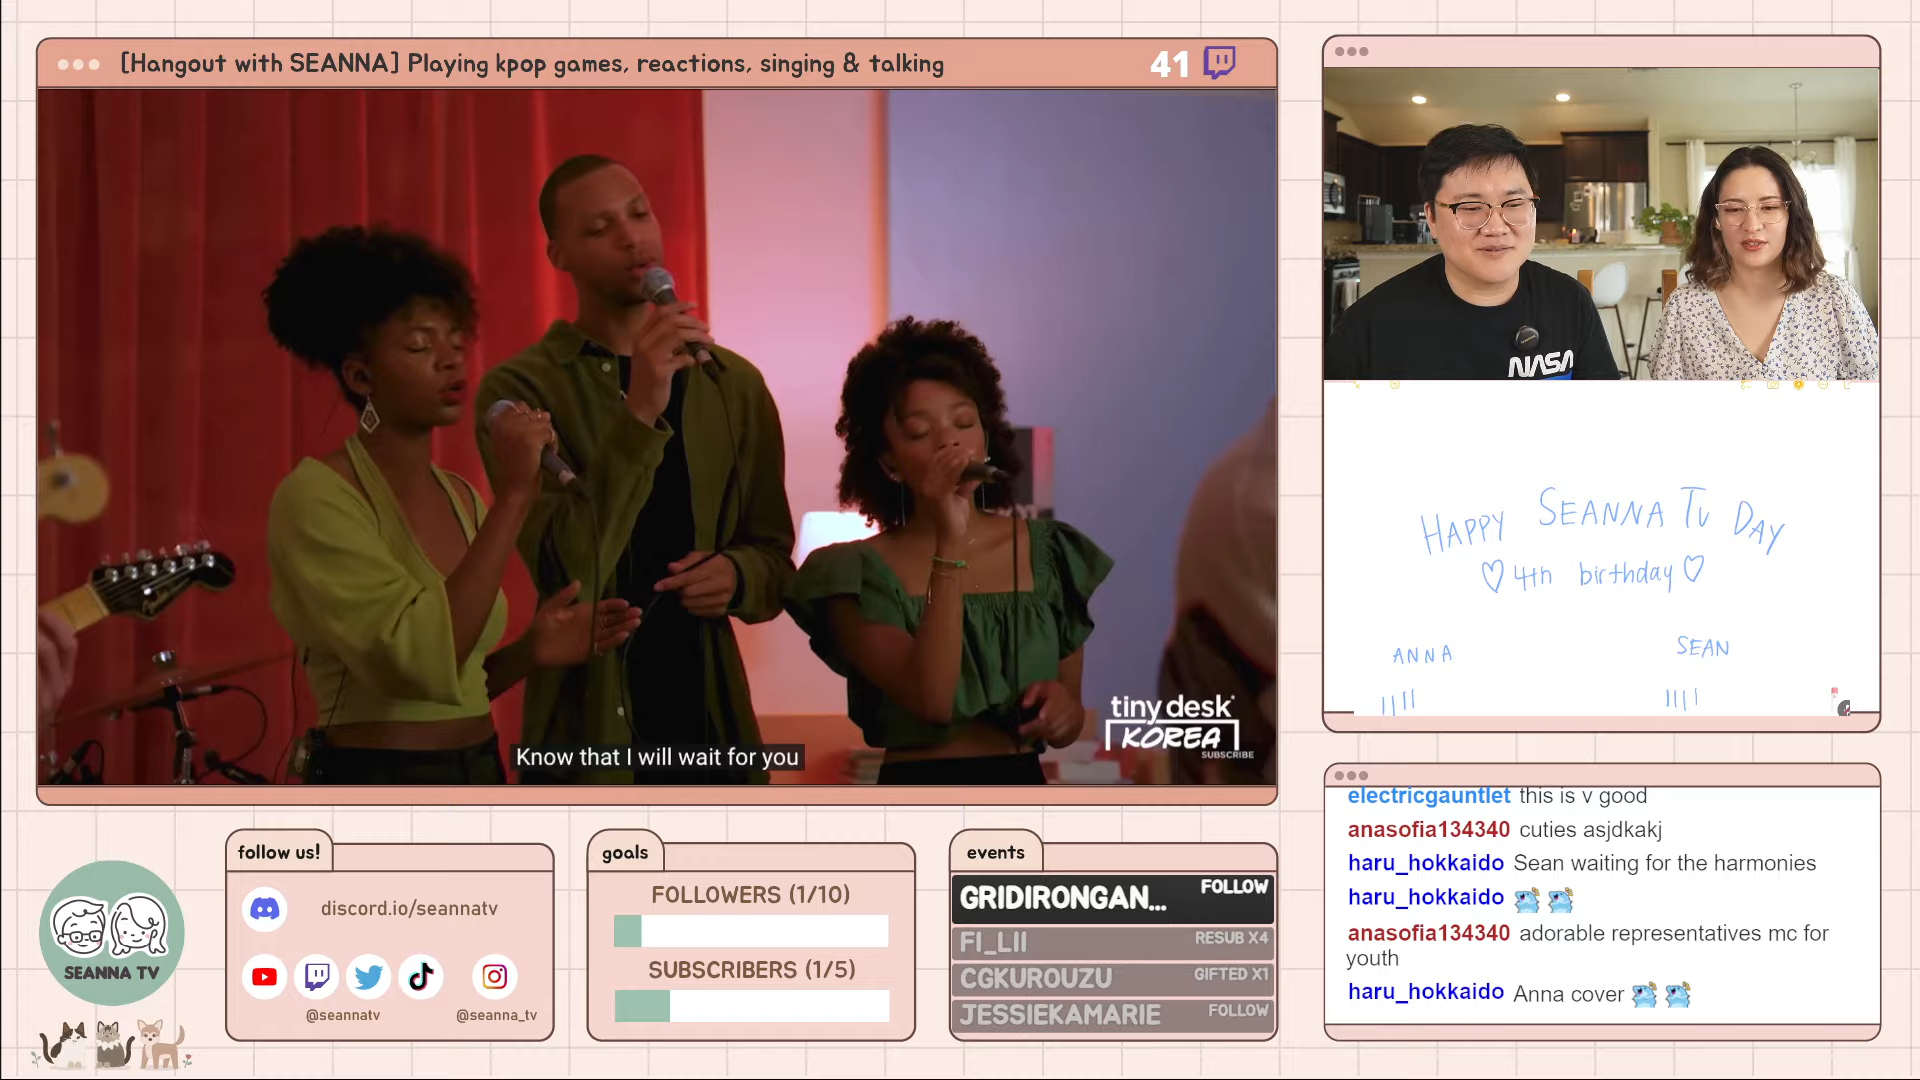 [Hangout with SEANNA] Playing kpop games, reactions, singing & talking
41
NASA
Know that I will wait for you
tiny desk
KOREA
SUBSCRIBE
HAPPY SEANNA TV DAY
♡ 4th birthday ♡
ANNA
SEAN
follow us!
discord.io/seannatv
@seannatv
@seanna_tv
SEANNA TV
goals
FOLLOWERS (1/10)
SUBSCRIBERS (1/5)
events
GRIDIRONGAN... FOLLOW
FI_LII RESUB X4
CGKUROUZU GIFTED X1
JESSIEKAMARIE FOLLOW
electricgauntlet this is v good
anasofia134340 cuties asjdkakj
haru_hokkaido Sean waiting for the harmonies
haru_hokkaido
anasofia134340 adorable representatives mc for
youth
haru_hokkaido Anna cover